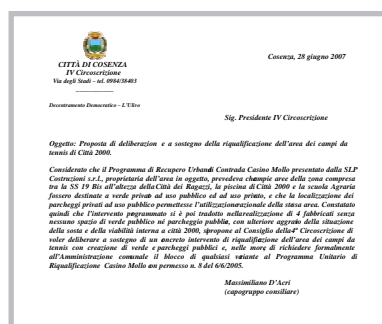 CITTÀ DI COSENZA
IV Circoscrizione
Via degli Stadi – tel. 0984/38403
Cosenza, 28 giugno 2007
Decentramento Democratico – L'Ulivo
Sig. Presidente IV Circoscrizione
Oggetto: Proposta di deliberazione a sostegno della riqualificazione dell'area dei campi da
tennis di Città 2000.
Considerato che il Programma di Recupero Urbano di Contrada Casino Mollo presentato dalla SLP
Costruzioni s.r.l., proprietaria dell'area in oggetto, prevedeva che ampie aree della zona compresa
tra la SS 19 Bis all'altezza della Città dei Ragazzi, la piscina di Città 2000 e la scuola Agraria
fossero destinate a verde privato ad uso pubblico ed ad uso privato, e che la localizzazione dei
parcheggi privati ad uso pubblico permettesse l'utilizzazione razionale della stessa area. Constatato
quindi che l'intervento programmato si è poi tradotto nella realizzazione di 4 fabbricati senza
nessuno spazio di verde pubblico né parcheggio pubblico, con ulteriore aggravio della situazione
della sosta e della viabilità interna a città 2000, si propone al Consiglio della 4ª Circoscrizione di
voler deliberare a sostegno di un concreto intervento di riqualificazione dell'area dei campi da
tennis con creazione di verde e parcheggi pubblici e, nelle more di richiedere formalmente
all'Amministrazione comunale il blocco di qualsiasi variante al Programma Unitario di
Riqualificazione Casino Mollo con permesso n. 8 del 6/6/2005.
Massimiliano D'Acri
(capogruppo consiliare)